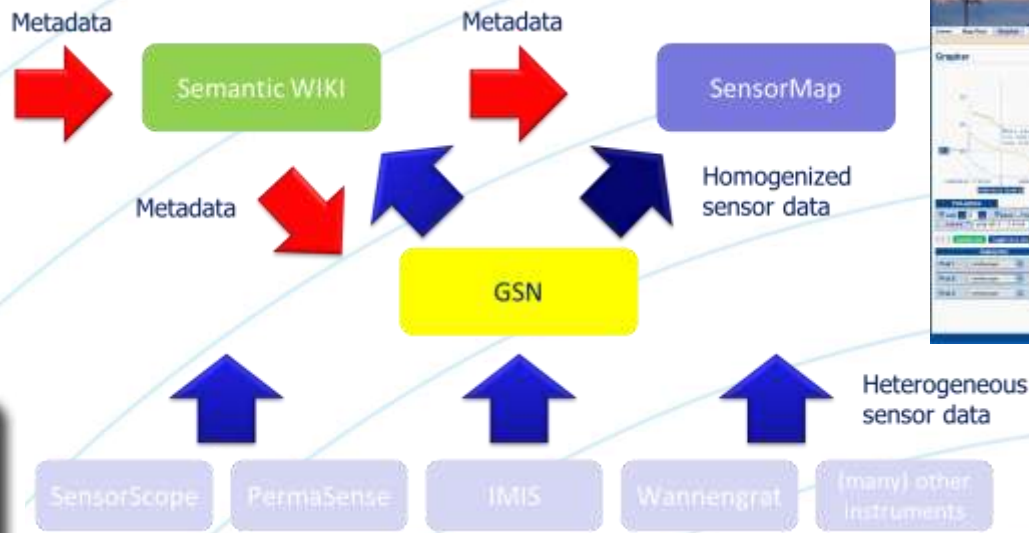 Metadata
Metadata
Semantic WIKI
SensorMap
Metadata
Homogenized
sensor data
GSN
Heterogeneous
sensor data
SensorScope
PermaSense
IMIS
Wannengrat
(many) other
instruments
Grapher